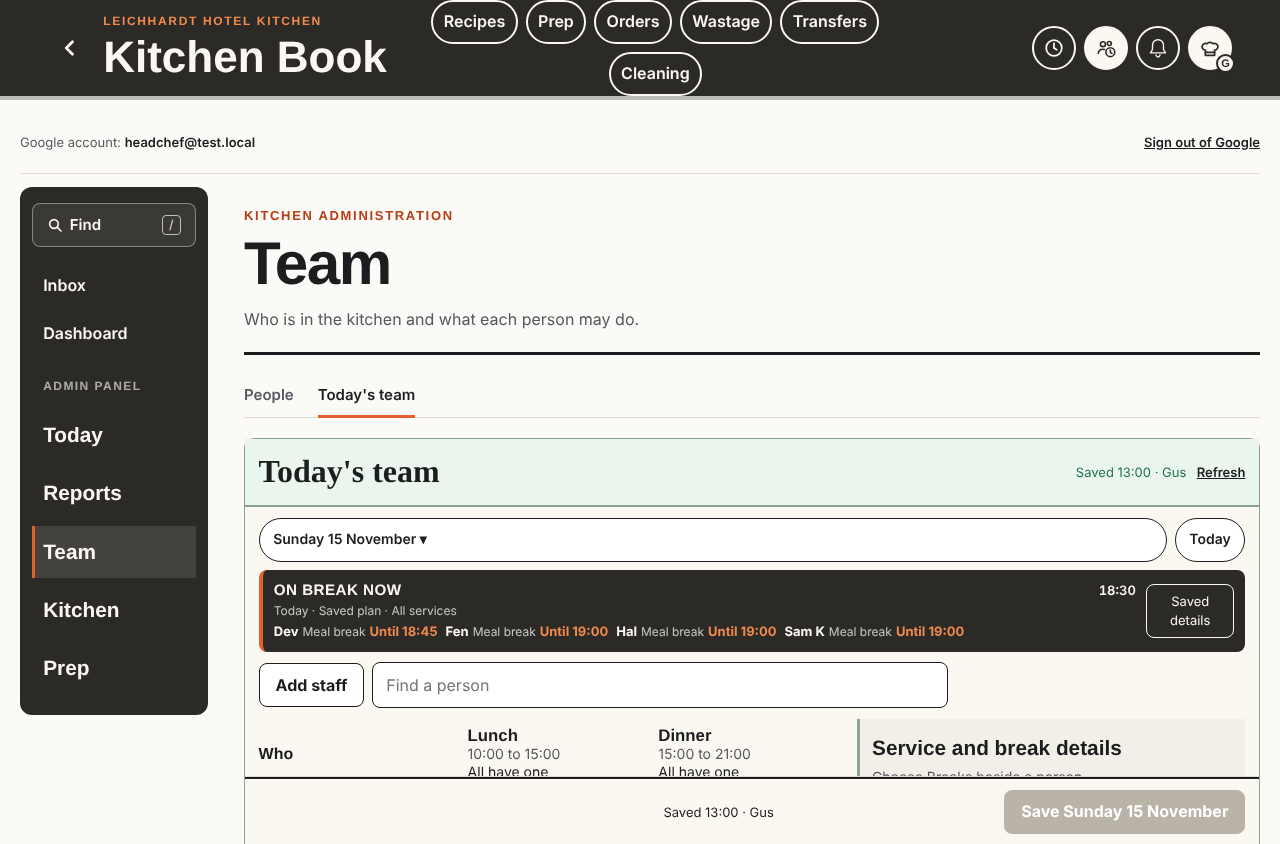 LEICHHARDT HOTEL KITCHEN
Kitchen Book
Recipes Prep Orders Wastage Transfers
Cleaning
G
Google account: headchef@test.local
Sign out of Google
Find /
Inbox
Dashboard
ADMIN PANEL
Today
Reports
Team
Kitchen
Prep
KITCHEN ADMINISTRATION
Team
Who is in the kitchen and what each person may do.
People Today's team
Today's team
Saved 13:00 · Gus Refresh
Sunday 15 November ▾
Today
ON BREAK NOW
18:30
Saved details
Today · Saved plan · All services
Dev Meal break Until 18:45 Fen Meal break Until 19:00 Hal Meal break Until 19:00 Sam K Meal break Until 19:00
Add staff
Find a person
Who
Lunch
10:00 to 15:00
All have one
Dinner
15:00 to 21:00
All have one
Service and break details
Choose Breaks beside a person
Saved 13:00 · Gus
Save Sunday 15 November